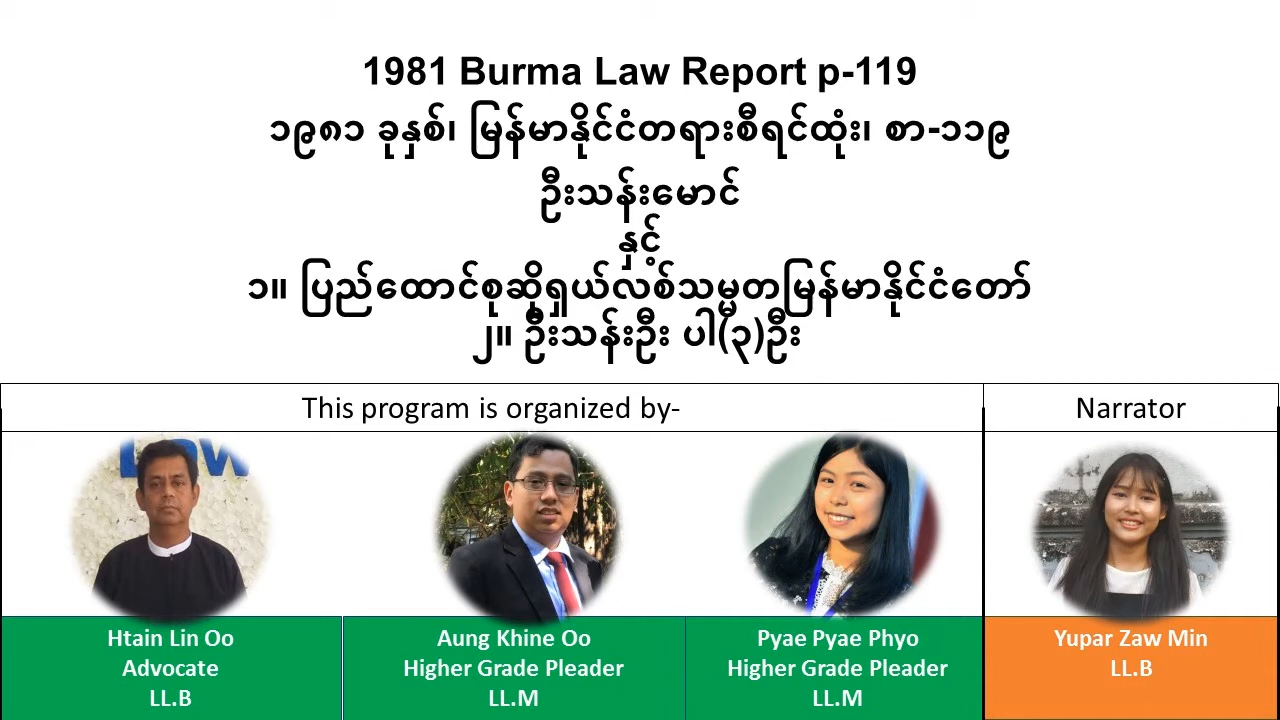 1981 Burma Law Report p-119
၁၉၈၁ ခုနှစ်၊ မြန်မာနိုင်ငံတရားစီရင်ထုံး၊ စာ-၁၁၉
ဦးသန်းမောင်
နှင့်
၁။ ပြည်ထောင်စုဆိုရှယ်လစ်သမ္မတမြန်မာနိုင်ငံတော်
၂။ ဦးသန်းဦး ပါ(၃)ဦး
This program is organized by-
Narrator
Law
Htain Lin Oo
Advocate
LL.B
Aung Khine Oo
Higher Grade Pleader
LL.M
Pyae Pyae Phyo
Higher Grade Pleader
LL.M
Yupar Zaw Min
LL.B